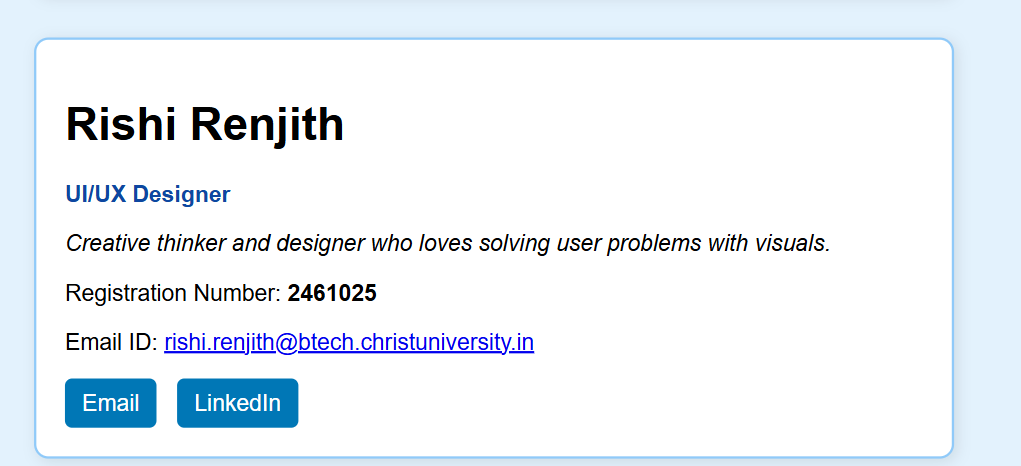 Rishi Renjith
UI/UX Designer
Creative thinker and designer who loves solving user problems with visuals.
Registration Number: 2461025
Email ID: rishi.renjith@btech.christuniversity.in
Email LinkedIn